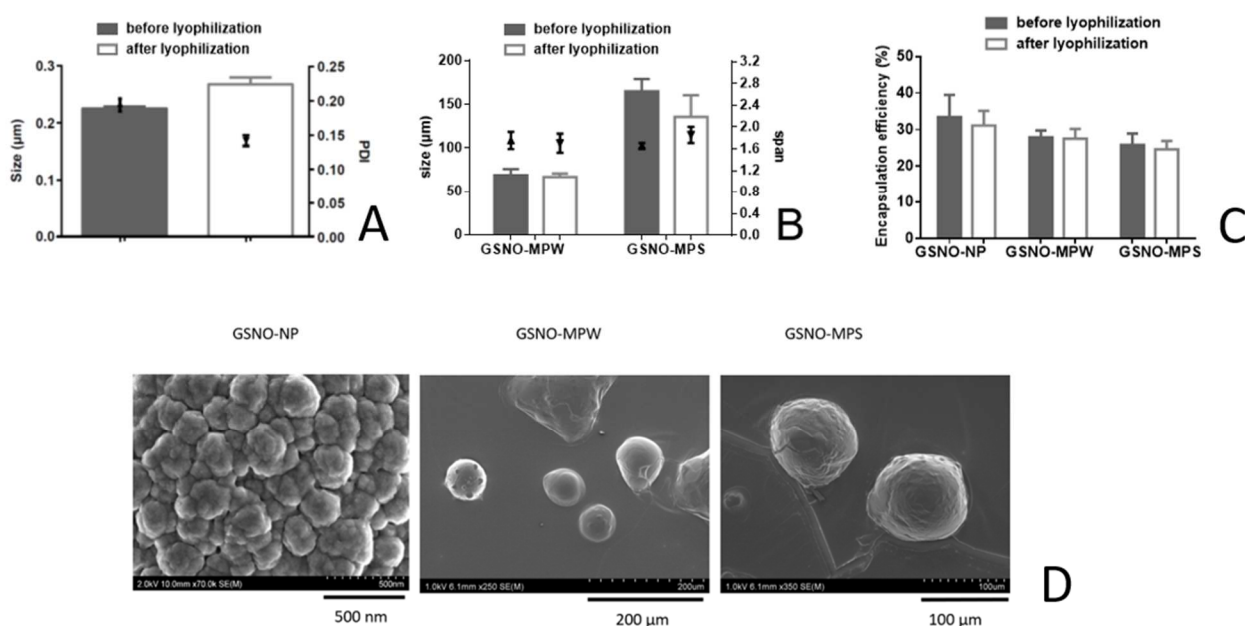 before lyophilization
after lyophilization
0.3
0.2
0.1
0.0
Size (µm)
0.25
0.20
0.15
0.10
0.05
0.00
PDI
A
before lyophilization
after lyophilization
200
150
100
50
0
size (µm)
3.2
2.8
2.4
2.0
1.6
1.2
0.8
0.4
0.0
span
GSNO-MPW
GSNO-MPS
B
before lyophilization
after lyophilization
50
40
30
20
10
0
Encapsulation efficiency (%)
GSNO-NP
GSNO-MPW
GSNO-MPS
C
GSNO-NP
GSNO-MPW
GSNO-MPS
2.0kV 10.0mm x70.0k SE(M)
500nm
1.0kV 6.1mm x250 SE(M)
200um
1.0kV 6.1mm x350 SE(M)
100um
500 nm
200 µm
100 µm
D